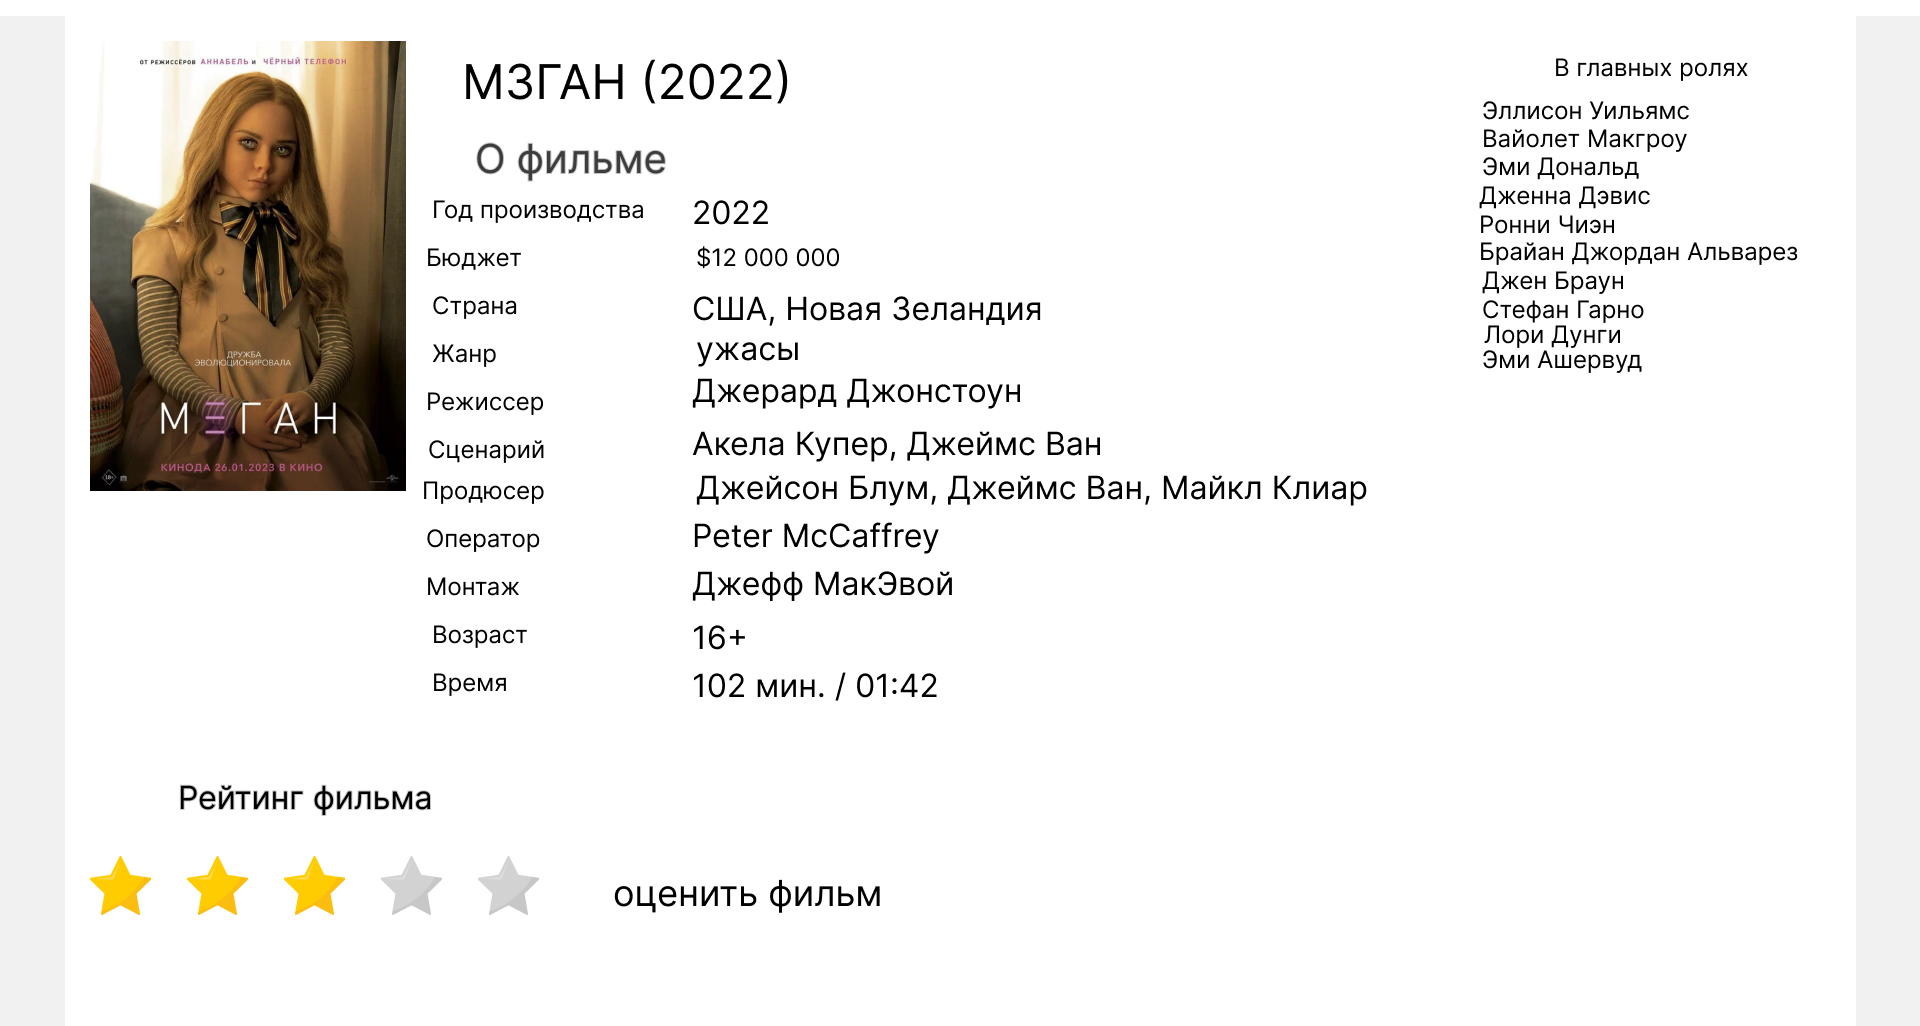 ОТ РЕЖИССЁРОВ АННАБЕЛЬ И ЧЁРНЫЙ ТЕЛЕФОН
ДРУЖБА
ЭВОЛЮЦИОНИРОВАЛА
МΞГАН
КИНОДА 26.01.2023 В КИНО
18+
МЗГАН (2022)
О фильме
Год производства 2022
Бюджет $12 000 000
Страна США, Новая Зеландия
Жанр ужасы
Режиссер Джерард Джонстоун
Сценарий Акела Купер, Джеймс Ван
Продюсер Джейсон Блум, Джеймс Ван, Майкл Клиар
Оператор Peter McCaffrey
Монтаж Джефф МакЭвой
Возраст 16+
Время 102 мин. / 01:42
В главных ролях
Эллисон Уильямс
Вайолет Макгроу
Эми Дональд
Дженна Дэвис
Ронни Чиэн
Брайан Джордан Альварез
Джен Браун
Стефан Гарно
Лори Дунги
Эми Ашервуд
Рейтинг фильма
оценить фильм